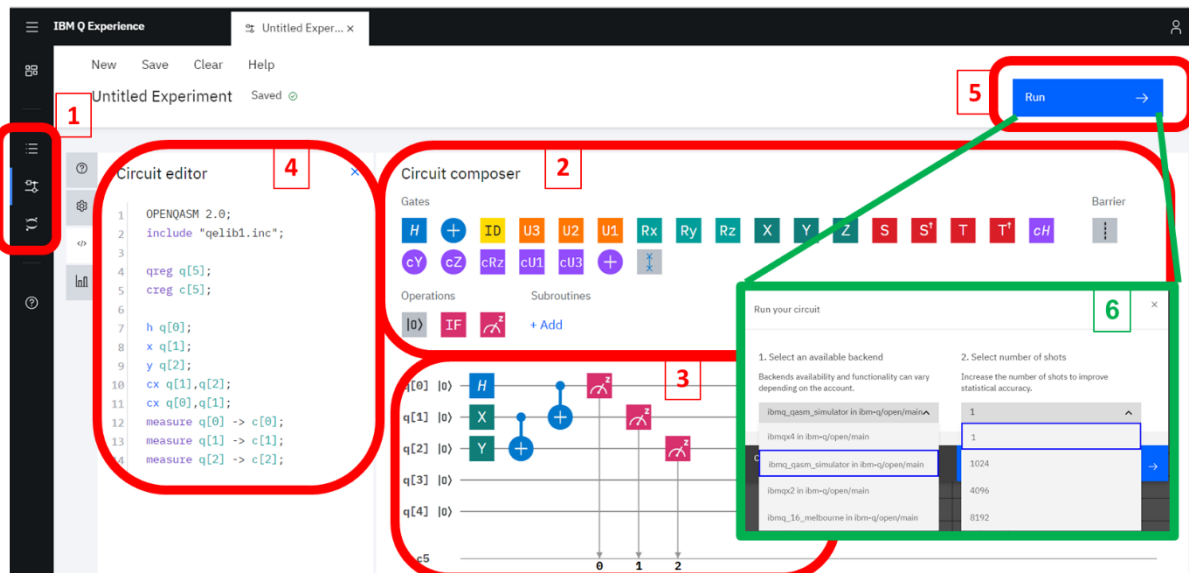 IBM Q Experience
Untitled Exper... ×
New Save Clear Help
Untitled Experiment Saved
5
Run →
1
Circuit editor
4
×
1 OPENQASM 2.0;
2 include "qelib1.inc";
3
4 qreg q[5];
5 creg c[5];
6
7 h q[0];
8 x q[1];
9 y q[2];
10 cx q[1],q[2];
11 cx q[0],q[1];
12 measure q[0] -> c[0];
13 measure q[1] -> c[1];
14 measure q[2] -> c[2];
</>
Circuit composer
2
Gates
Barrier
H + ID U3 U2 U1 Rx Ry Rz X Y Z S S† T T† cH
cY cZ cRz cU1 cU3 +
Operations Subroutines
|0⟩ IF z + Add
3
q[0] |0⟩ H z
q[1] |0⟩ X + z
q[2] |0⟩ Y + z
q[3] |0⟩
q[4] |0⟩
c5
0 1 2
Run your circuit
6
×
1. Select an available backend
Backends availability and functionality can vary
depending on the account.
ibmq_qasm_simulator in ibm-q/open/main
ibmqx4 in ibm-q/open/main
ibmq_qasm_simulator in ibm-q/open/main
ibmqx2 in ibm-q/open/main
ibmq_16_melbourne in ibm-q/open/main
2. Select number of shots
Increase the number of shots to improve
statistical accuracy.
1
1
1024
4096
8192
→